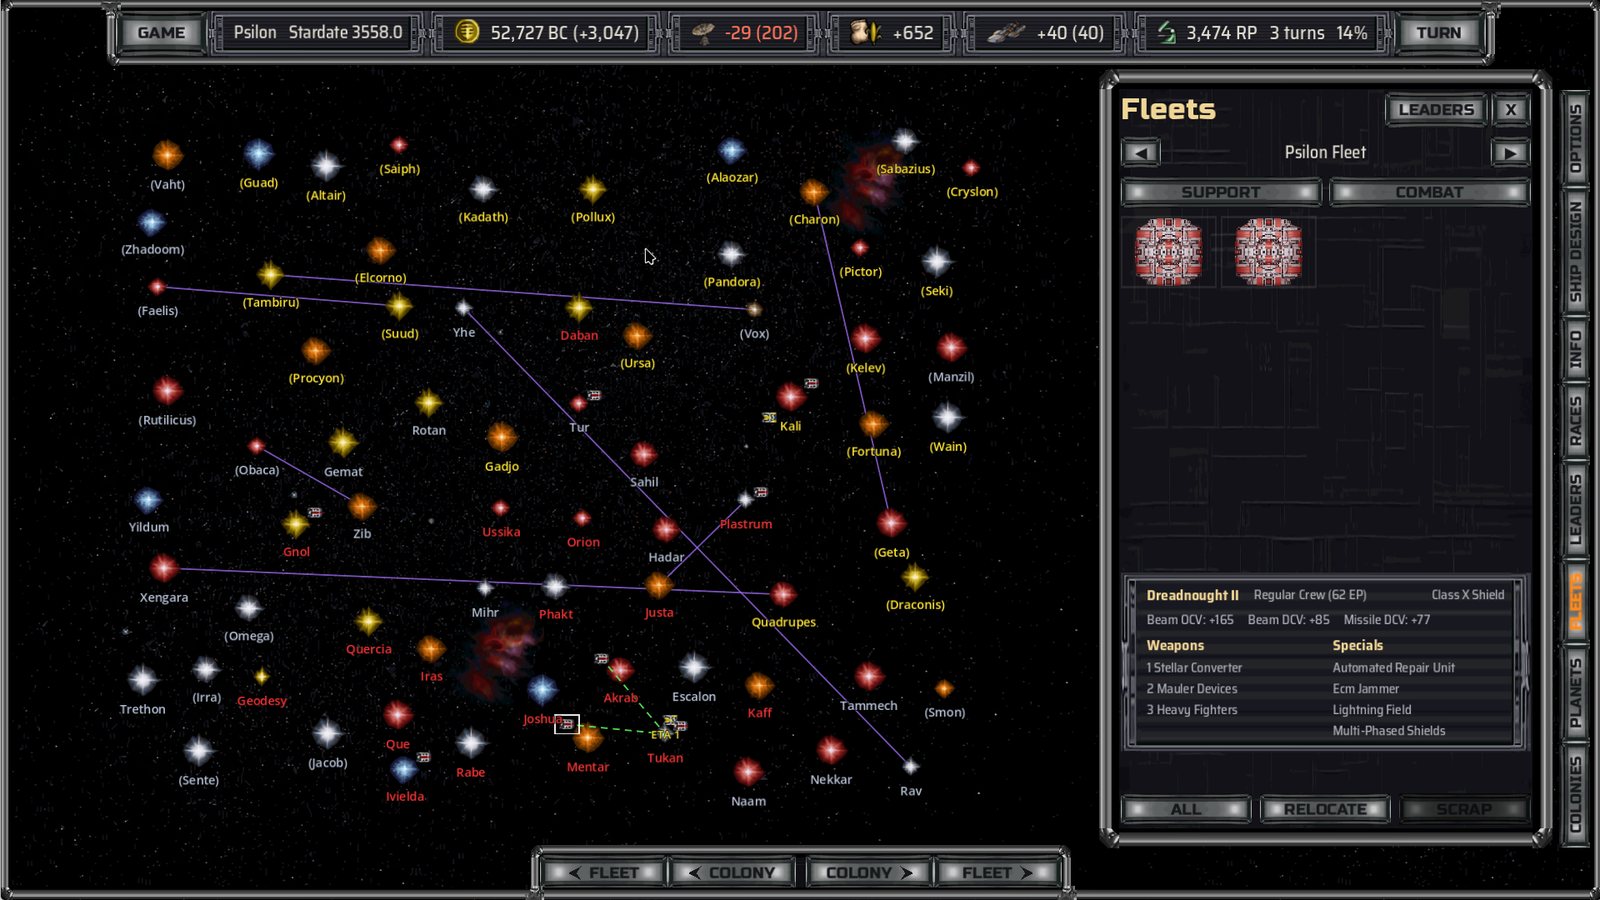 GAME
Psilon Stardate 3558.0
52,727 BC (+3,047)
-29 (202)
+652
+40 (40)
3,474 RP 3 turns 14%
TURN
(Vaht)
(Guad)
(Altair)
(Saiph)
(Kadath)
(Pollux)
(Alaozar)
(Sabazius)
(Cryslon)
(Charon)
(Zhadoom)
(Elcorno)
(Pandora)
(Pictor)
(Seki)
(Faelis)
(Tambiru)
(Suud)
Yhe
Daban
(Vox)
(Ursa)
(Procyon)
(Kelev)
(Manzil)
(Rutilicus)
Rotan
Tur
Kali
(Fortuna)
(Wain)
(Obaca)
Gemat
Gadjo
Sahil
Yildum
Zib
Ussika
Orion
Plastrum
Gnol
Hadar
(Geta)
Xengara
(Omega)
Mihr
Phakt
Justa
Quadrupes
(Draconis)
Quercia
Iras
Trethon
(Irra)
Geodesy
Akrab
Escalon
Kaff
Tammech
(Smon)
Joshua
Que
ETA 1
Tukan
(Sente)
(Jacob)
Rabe
Mentar
Nekkar
Ivielda
Naam
Rav
Fleets
LEADERS
X
Psilon Fleet
SUPPORT
COMBAT
Dreadnought II Regular Crew (62 EP) Class X Shield
Beam OCV: +165 Beam DCV: +85 Missile DCV: +77
Weapons Specials
1 Stellar Converter Automated Repair Unit
2 Mauler Devices Ecm Jammer
3 Heavy Fighters Lightning Field
Multi-Phased Shields
ALL
RELOCATE
SCRAP
OPTIONS
SHIP DESIGN
INFO
RACES
LEADERS
FLEETS
PLANETS
COLONIES
FLEET
COLONY
COLONY
FLEET